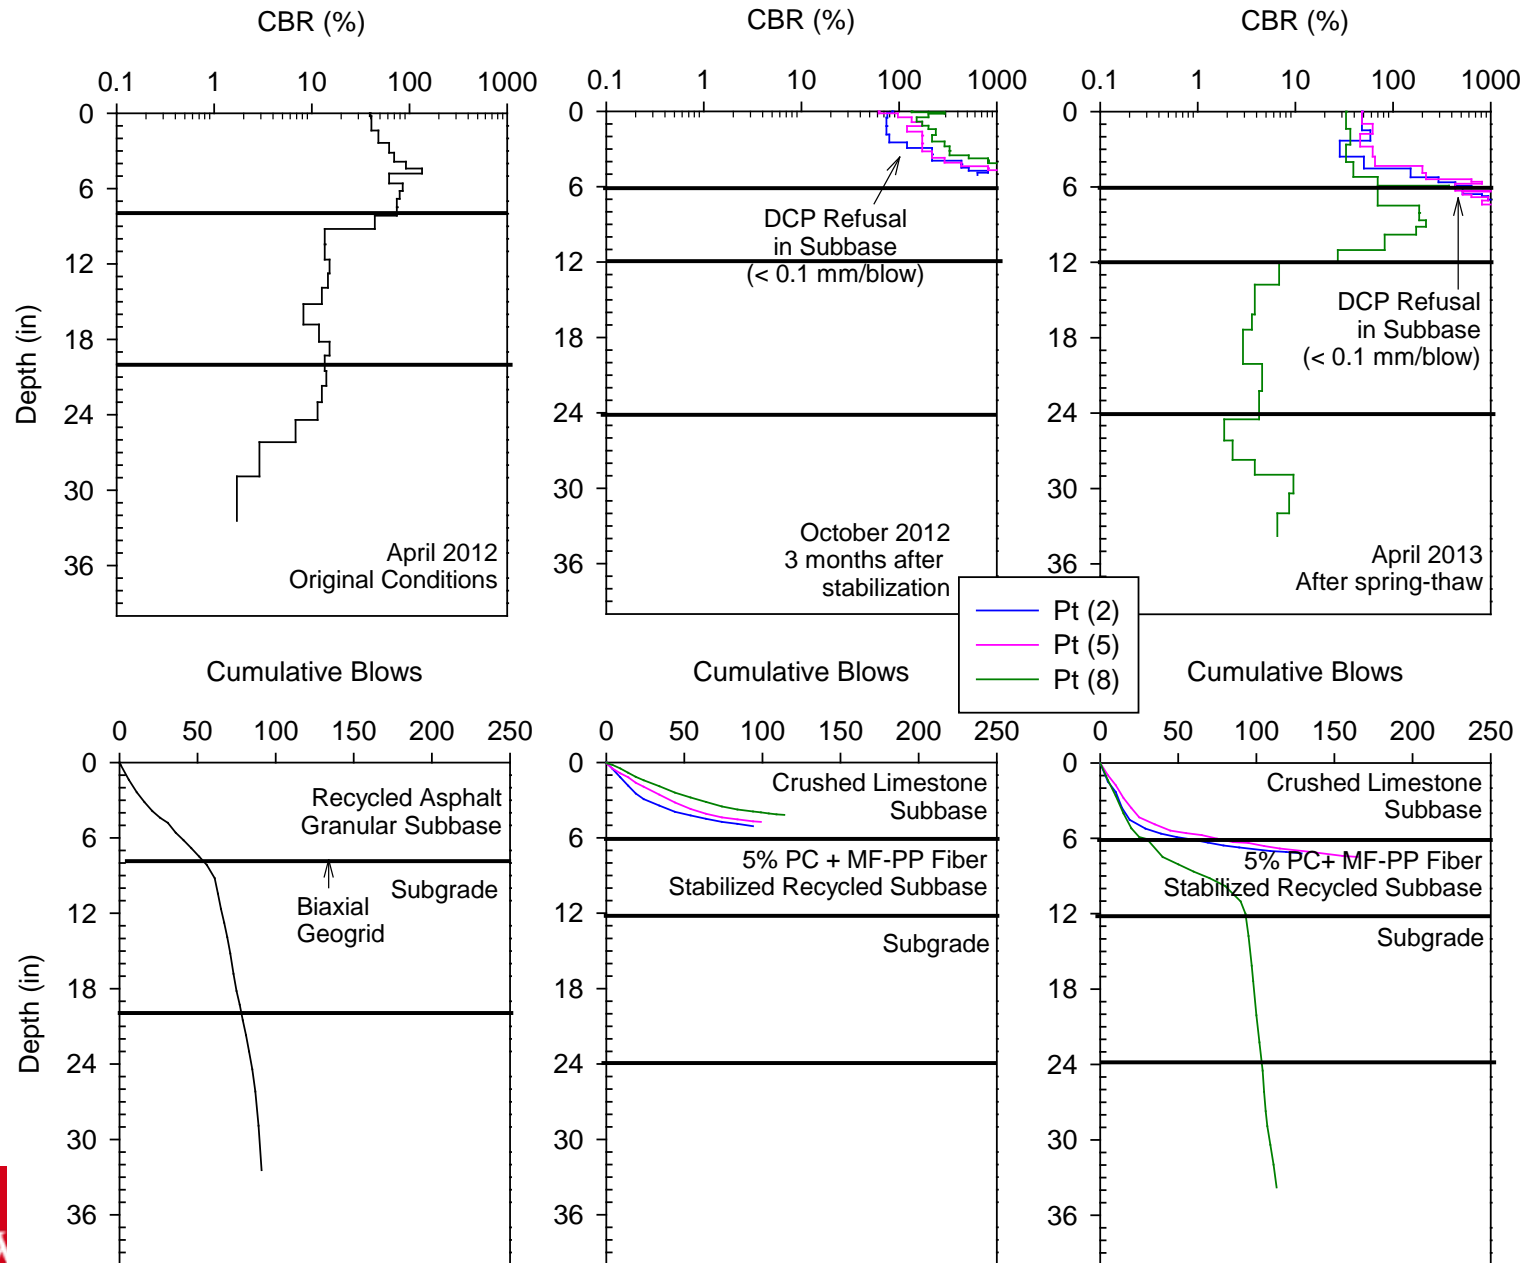 CBR (%)
CBR (%)
CBR (%)
0.1 1 10 100 1000
0.1 1 10 100 1000
0.1 1 10 100 1000
Depth (in)
0
6
12
18
24
30
36
April 2012
Original Conditions
0
6
12
18
24
30
36
DCP Refusal
in Subbase
(< 0.1 mm/blow)
October 2012
3 months after
stabilization
0
6
12
18
24
30
36
DCP Refusal
in Subbase
(< 0.1 mm/blow)
April 2013
After spring-thaw
Pt (2)
Pt (5)
Pt (8)
Cumulative Blows
Cumulative Blows
Cumulative Blows
0 50 100 150 200 250
0 50 100 150 200 250
0 50 100 150 200 250
Depth (in)
0
6
12
18
24
30
36
Recycled Asphalt
Granular Subbase
Subgrade
Biaxial
Geogrid
0
6
12
18
24
30
36
Crushed Limestone
Subbase
5% PC + MF-PP Fiber
Stabilized Recycled Subbase
Subgrade
0
6
12
18
24
30
36
Crushed Limestone
Subbase
5% PC+ MF-PP Fiber
Stabilized Recycled Subbase
Subgrade